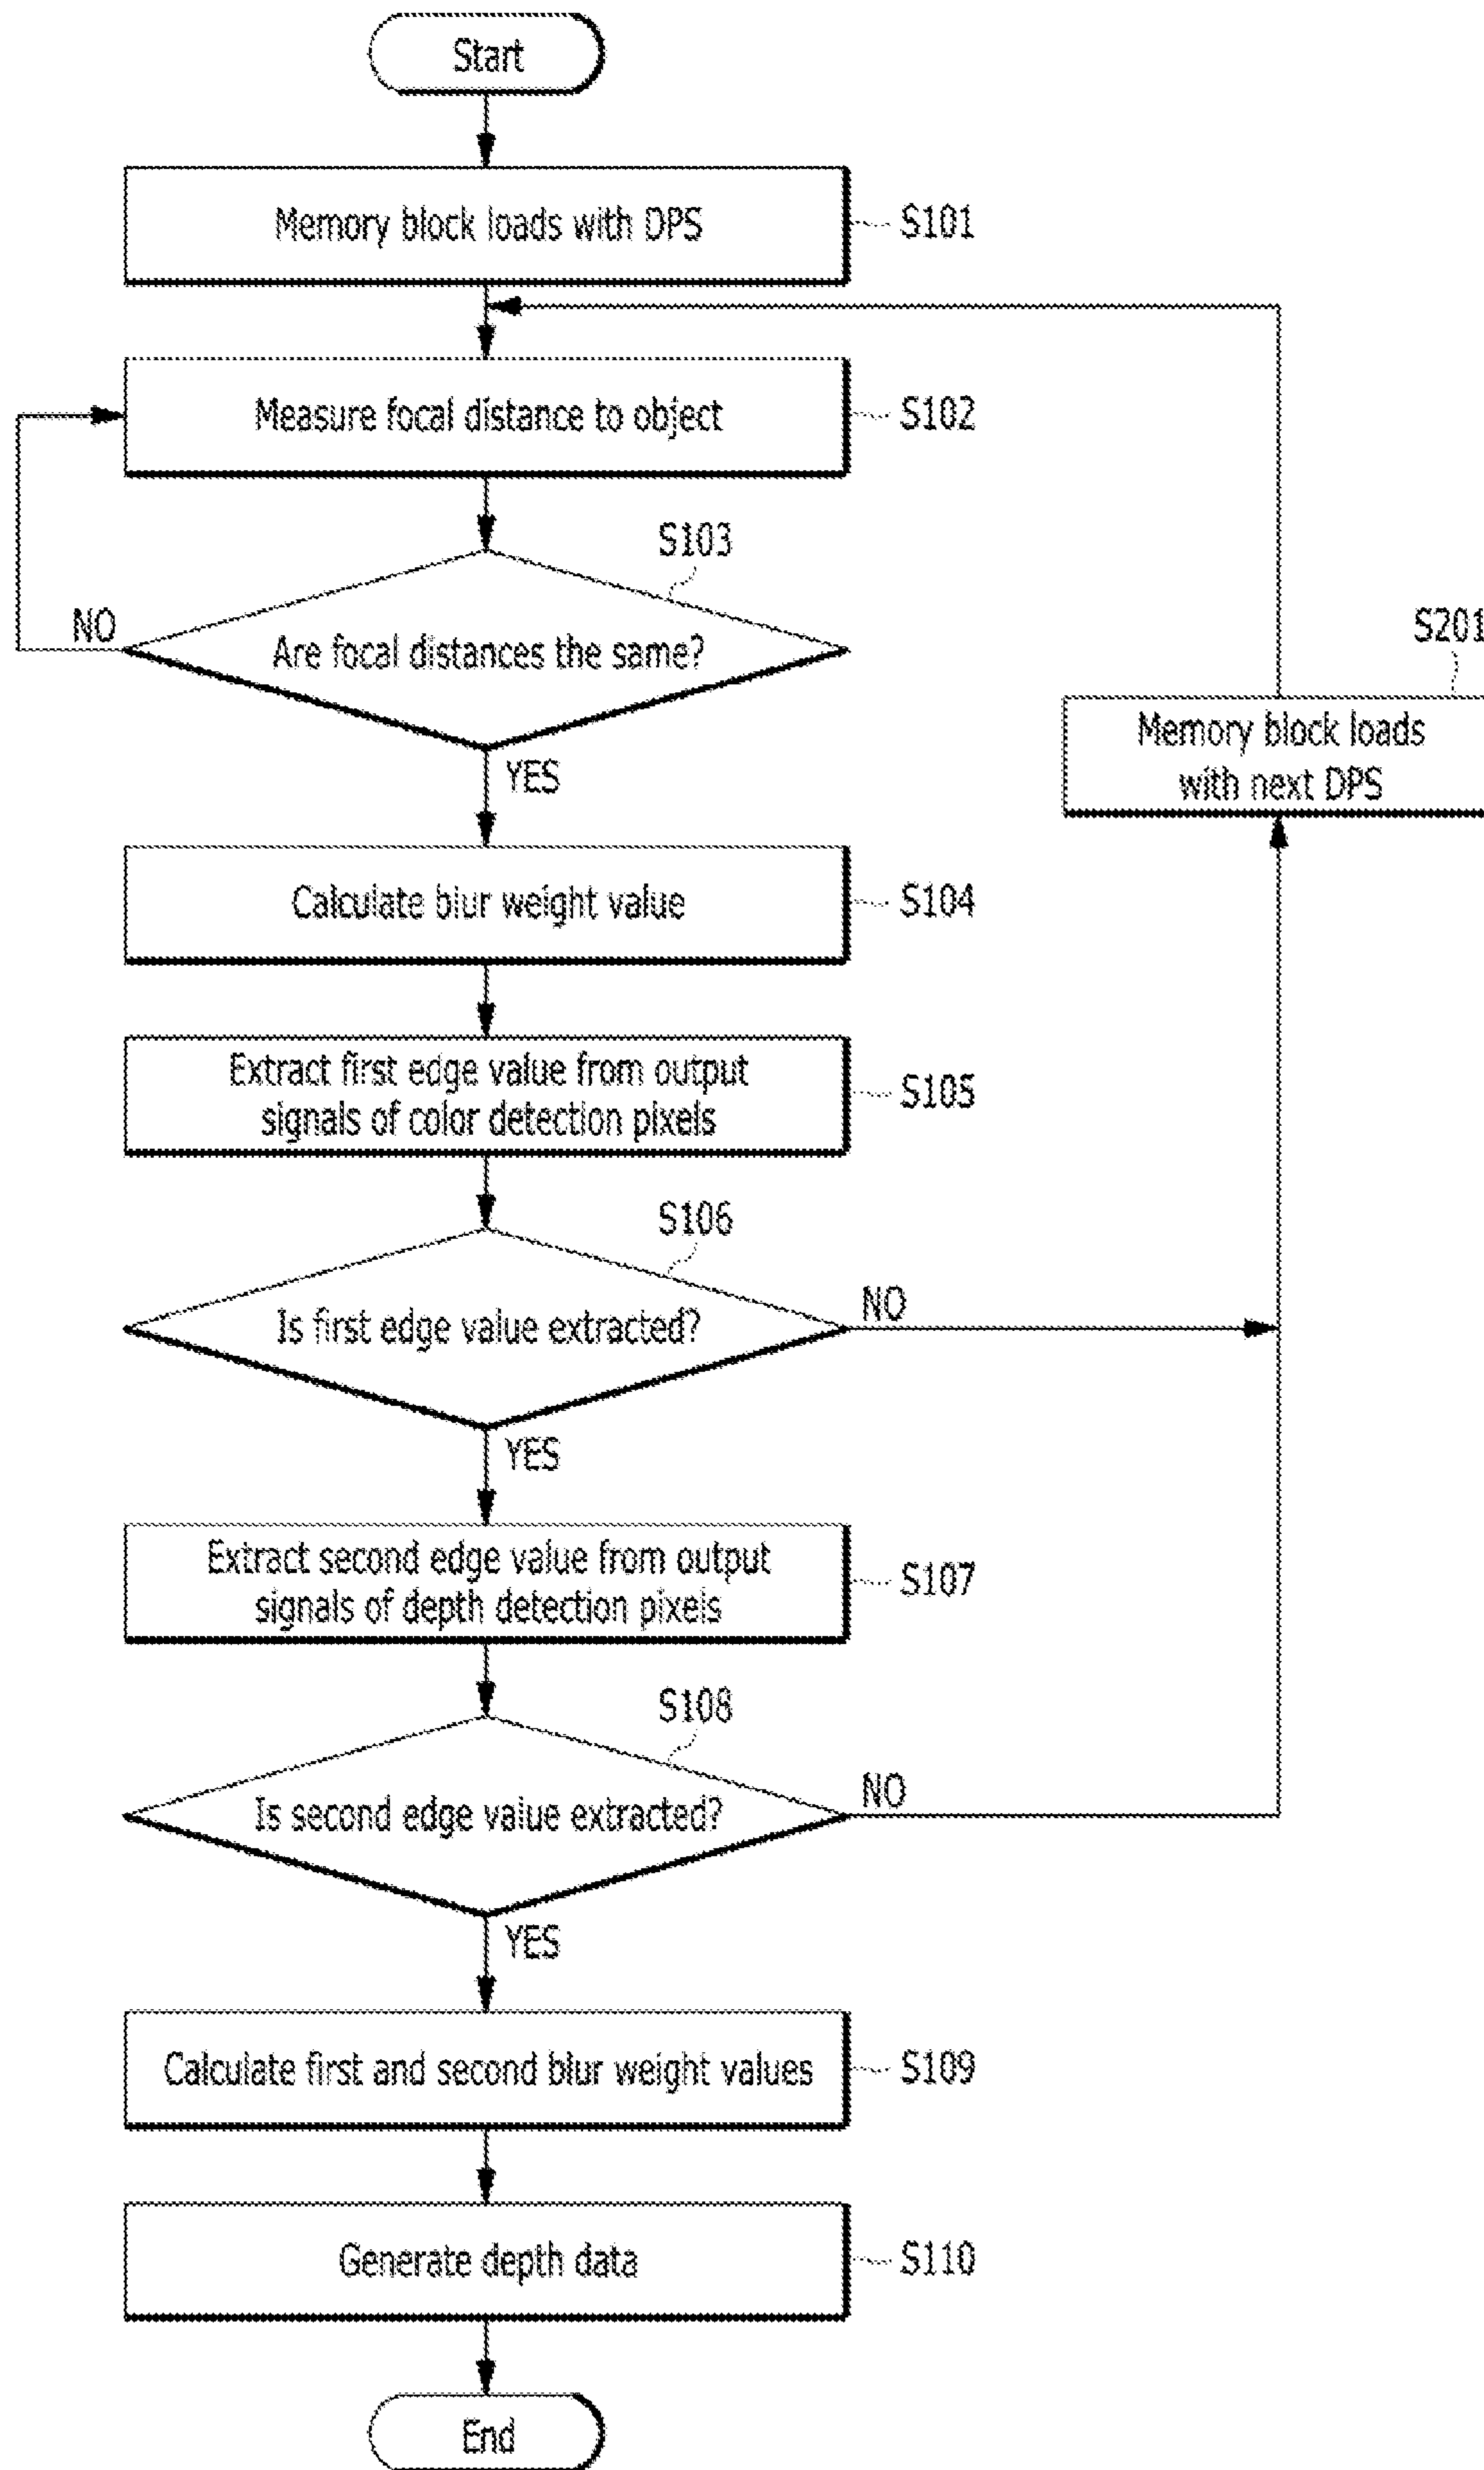 Start
Memory block loads with DPS
S101
Measure focal distance to object
S102
S103
NO
Are focal distances the same?
YES
S201
Memory block loads
with next DPS
Calculate blur weight value
S104
Extract first edge value from output
signals of color detection pixels
S105
S106
Is first edge value extracted?
NO
YES
Extract second edge value from output
signals of depth detection pixels
S107
S108
Is second edge value extracted?
NO
YES
Calculate first and second blur weight values
S109
Generate depth data
S110
End